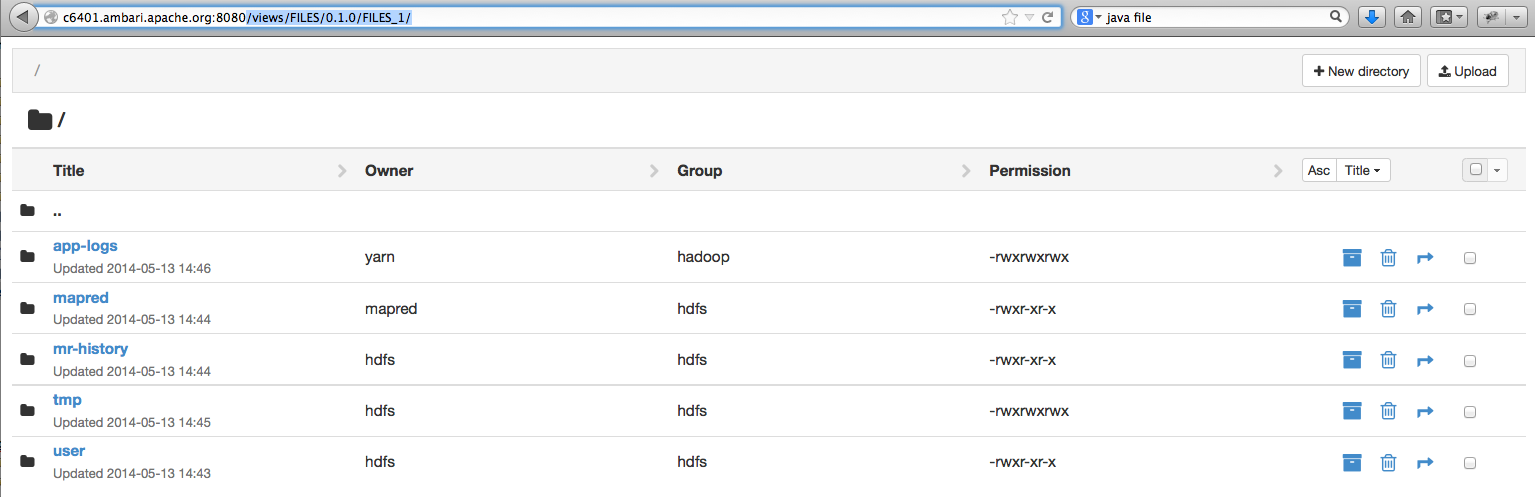 c6401.ambari.apache.org:8080/views/FILES/0.1.0/FILES_1/ java file
/ New directory Upload
/
Title Owner Group Permission Asc Title
..
app-logs
Updated 2014-05-13 14:46 yarn hadoop -rwxrwxrwx
mapred
Updated 2014-05-13 14:44 mapred hdfs -rwxr-xr-x
mr-history
Updated 2014-05-13 14:44 hdfs hdfs -rwxr-xr-x
tmp
Updated 2014-05-13 14:45 hdfs hdfs -rwxrwxrwx
user
Updated 2014-05-13 14:43 hdfs hdfs -rwxr-xr-x